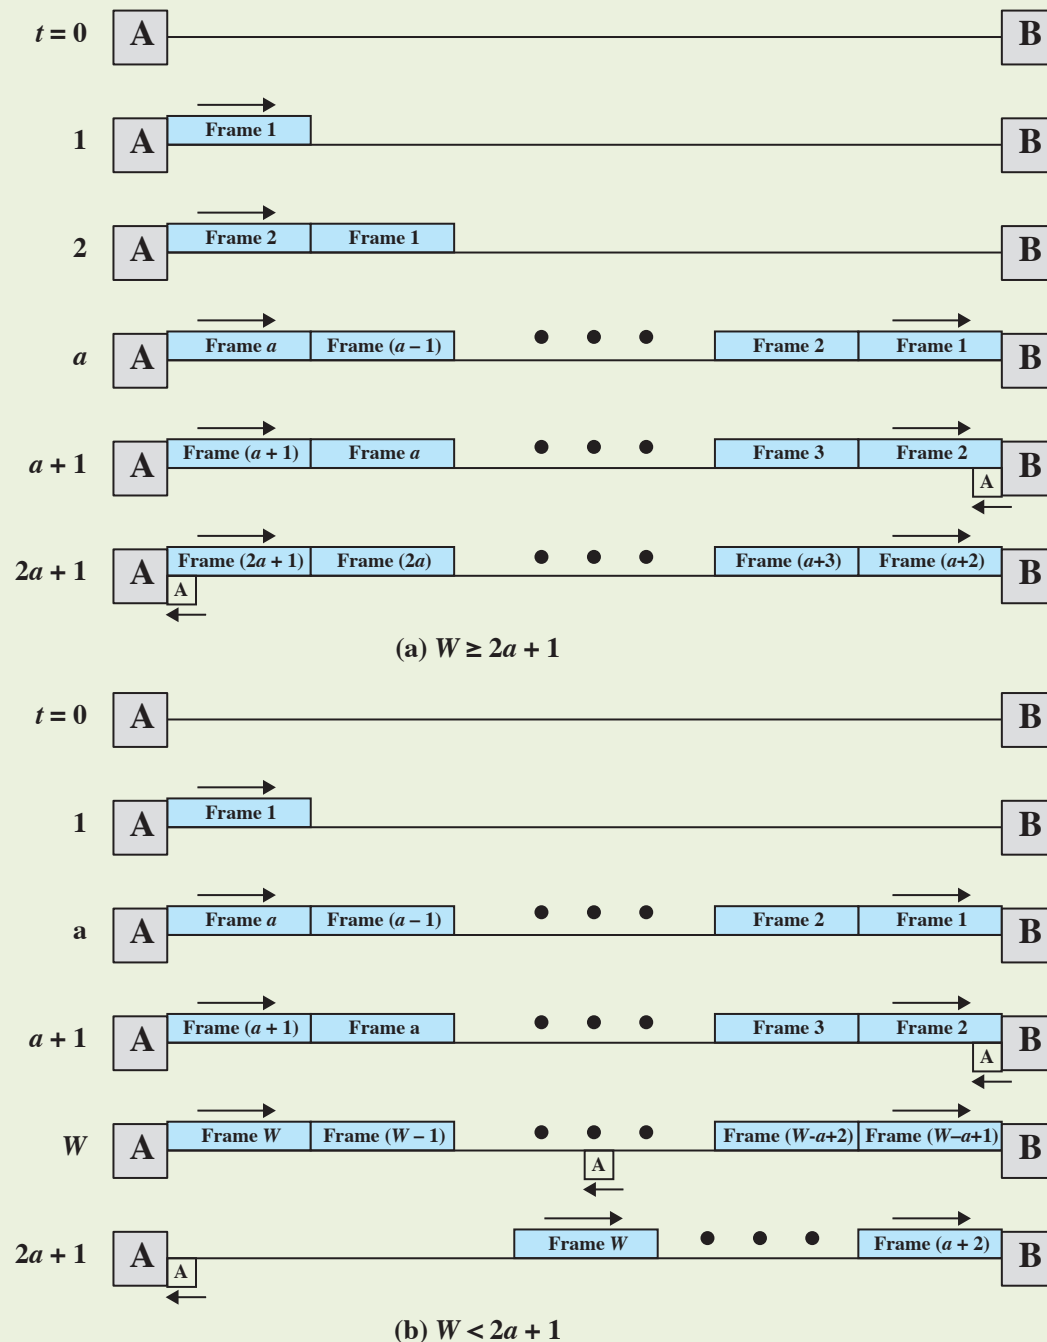 t = 0 A B
1 A Frame 1 B
2 A Frame 2 Frame 1 B
a A Frame a Frame (a – 1) Frame 2 Frame 1 B
a + 1 A Frame (a + 1) Frame a Frame 3 Frame 2 B
A
2a + 1 A Frame (2a + 1) Frame (2a) Frame (a+3) Frame (a+2) B
A
(a) W ≥ 2a + 1
t = 0 A B
1 A Frame 1 B
a A Frame a Frame (a – 1) Frame 2 Frame 1 B
a + 1 A Frame (a + 1) Frame a Frame 3 Frame 2 B
A
W A Frame W Frame (W – 1) Frame (W-a+2) Frame (W–a+1) B
A
2a + 1 A Frame W Frame (a + 2) B
A
(b) W < 2a + 1